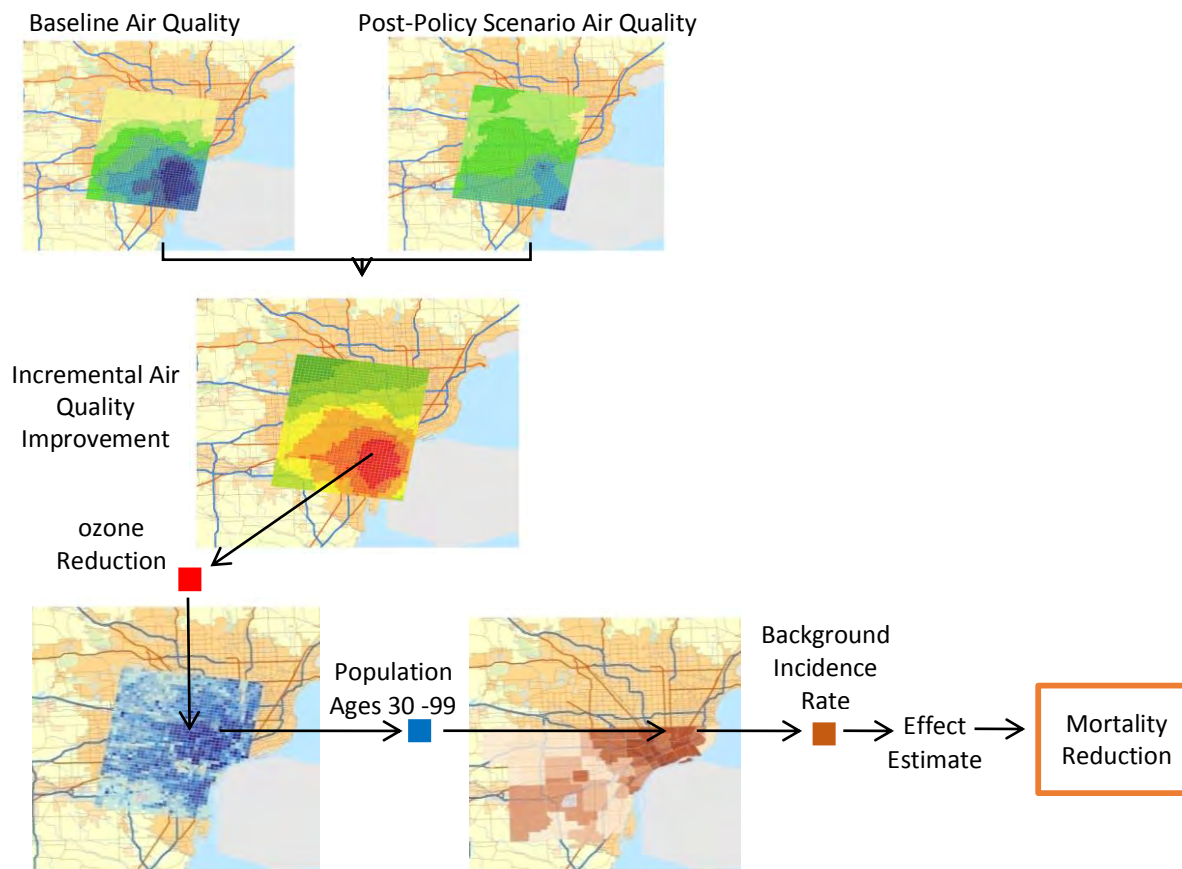 Baseline Air Quality
Post-Policy Scenario Air Quality
Incremental Air
Quality
Improvement
ozone
Reduction
Population
Ages 30 -99
Background
Incidence
Rate
Effect
Estimate
Mortality
Reduction